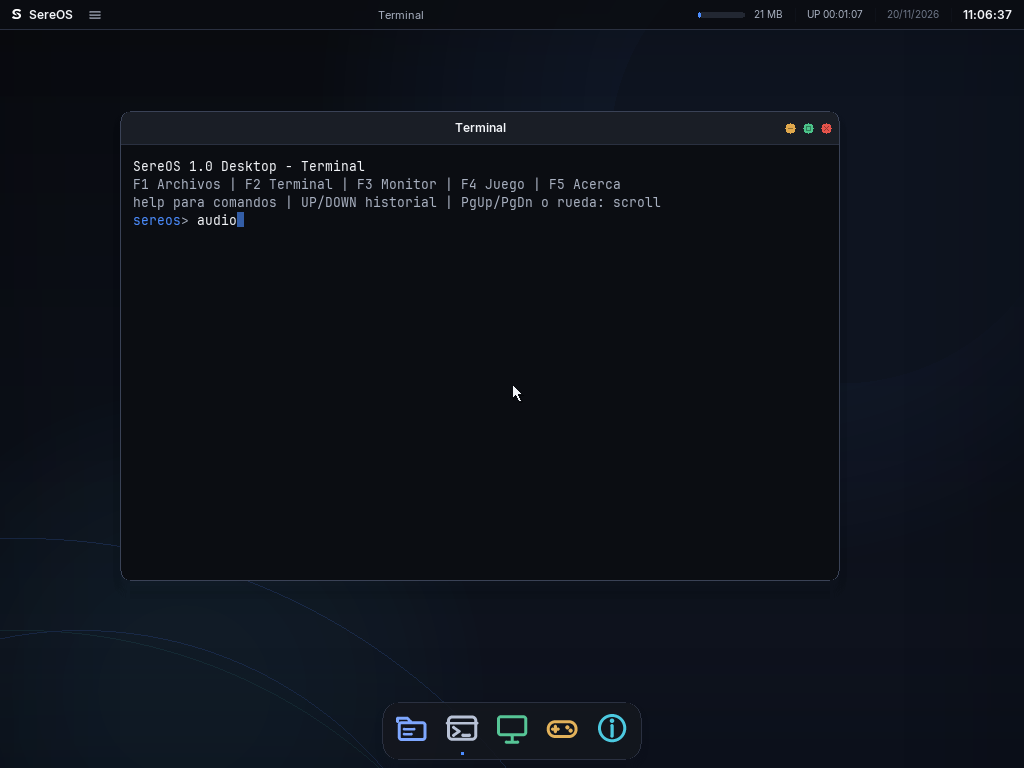 SereOS
Terminal
21 MB
UP 00:01:07
20/11/2026
11:06:37
Terminal
SereOS 1.0 Desktop - Terminal
F1 Archivos | F2 Terminal | F3 Monitor | F4 Juego | F5 Acerca
help para comandos | UP/DOWN historial | PgUp/PgDn o rueda: scroll
sereos> audio